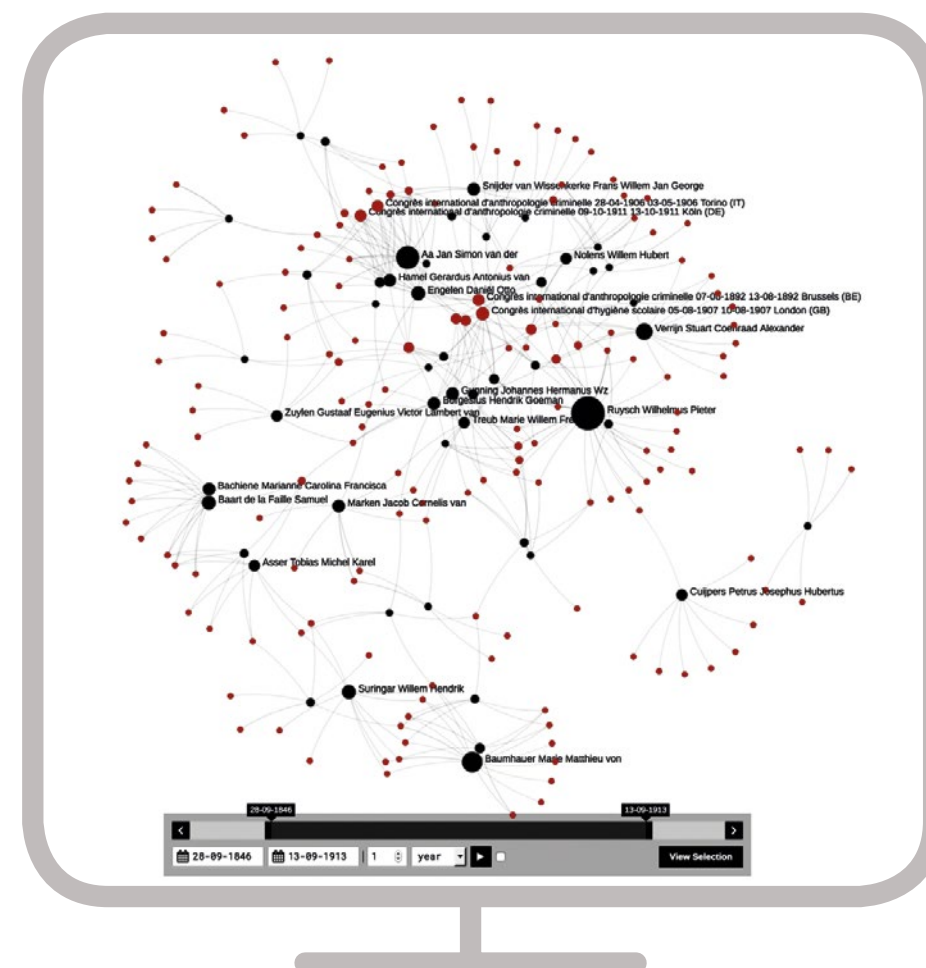 Snijder van Wissenkerke Frans Willem Jan George
Congrès international d'anthropologie criminelle 28-04-1906 03-05-1906 Torino (IT)
Congrès international d'anthropologie criminelle 09-10-1911 13-10-1911 Köln (DE)
Aa Jan Simon van der
Nolens Willem Hubert
Hamel Gerardus Antonius van
Engelen Daniël Otto
Congrès international d'anthropologie criminelle 07-08-1892 13-08-1892 Brussels (BE)
Congrès international d'hygiène scolaire 05-08-1907 10-08-1907 London (GB)
Verrijn Stuart Coenraad Alexander
Gunning Johannes Hermanus Wz
Borgesius Hendrik Goeman
Ruysch Wilhelmus Pieter
Zuylen Gustaaf Eugenius Victor Lambert van
Treub Marie Willem
Bachiene Marianne Carolina Francisca
Baart de la Faille Samuel
Marken Jacob Cornelis van
Asser Tobias Michel Karel
Cuijpers Petrus Josephus Hubertus
Suringar Willem Hendrik
Baumhauer Marie Matthieu von
28-09-1846
13-09-1913
28-09-1846 13-09-1913 | 1 year View Selection